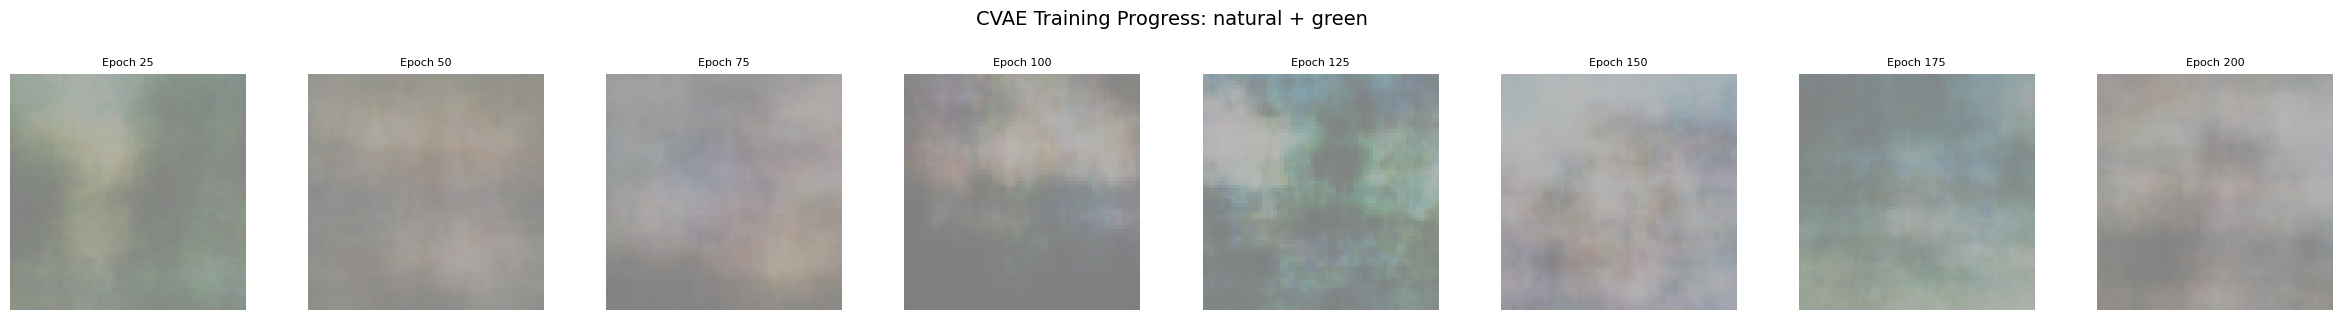 CVAE Training Progress: natural + green
Epoch 25
Epoch 50
Epoch 75
Epoch 100
Epoch 125
Epoch 150
Epoch 175
Epoch 200